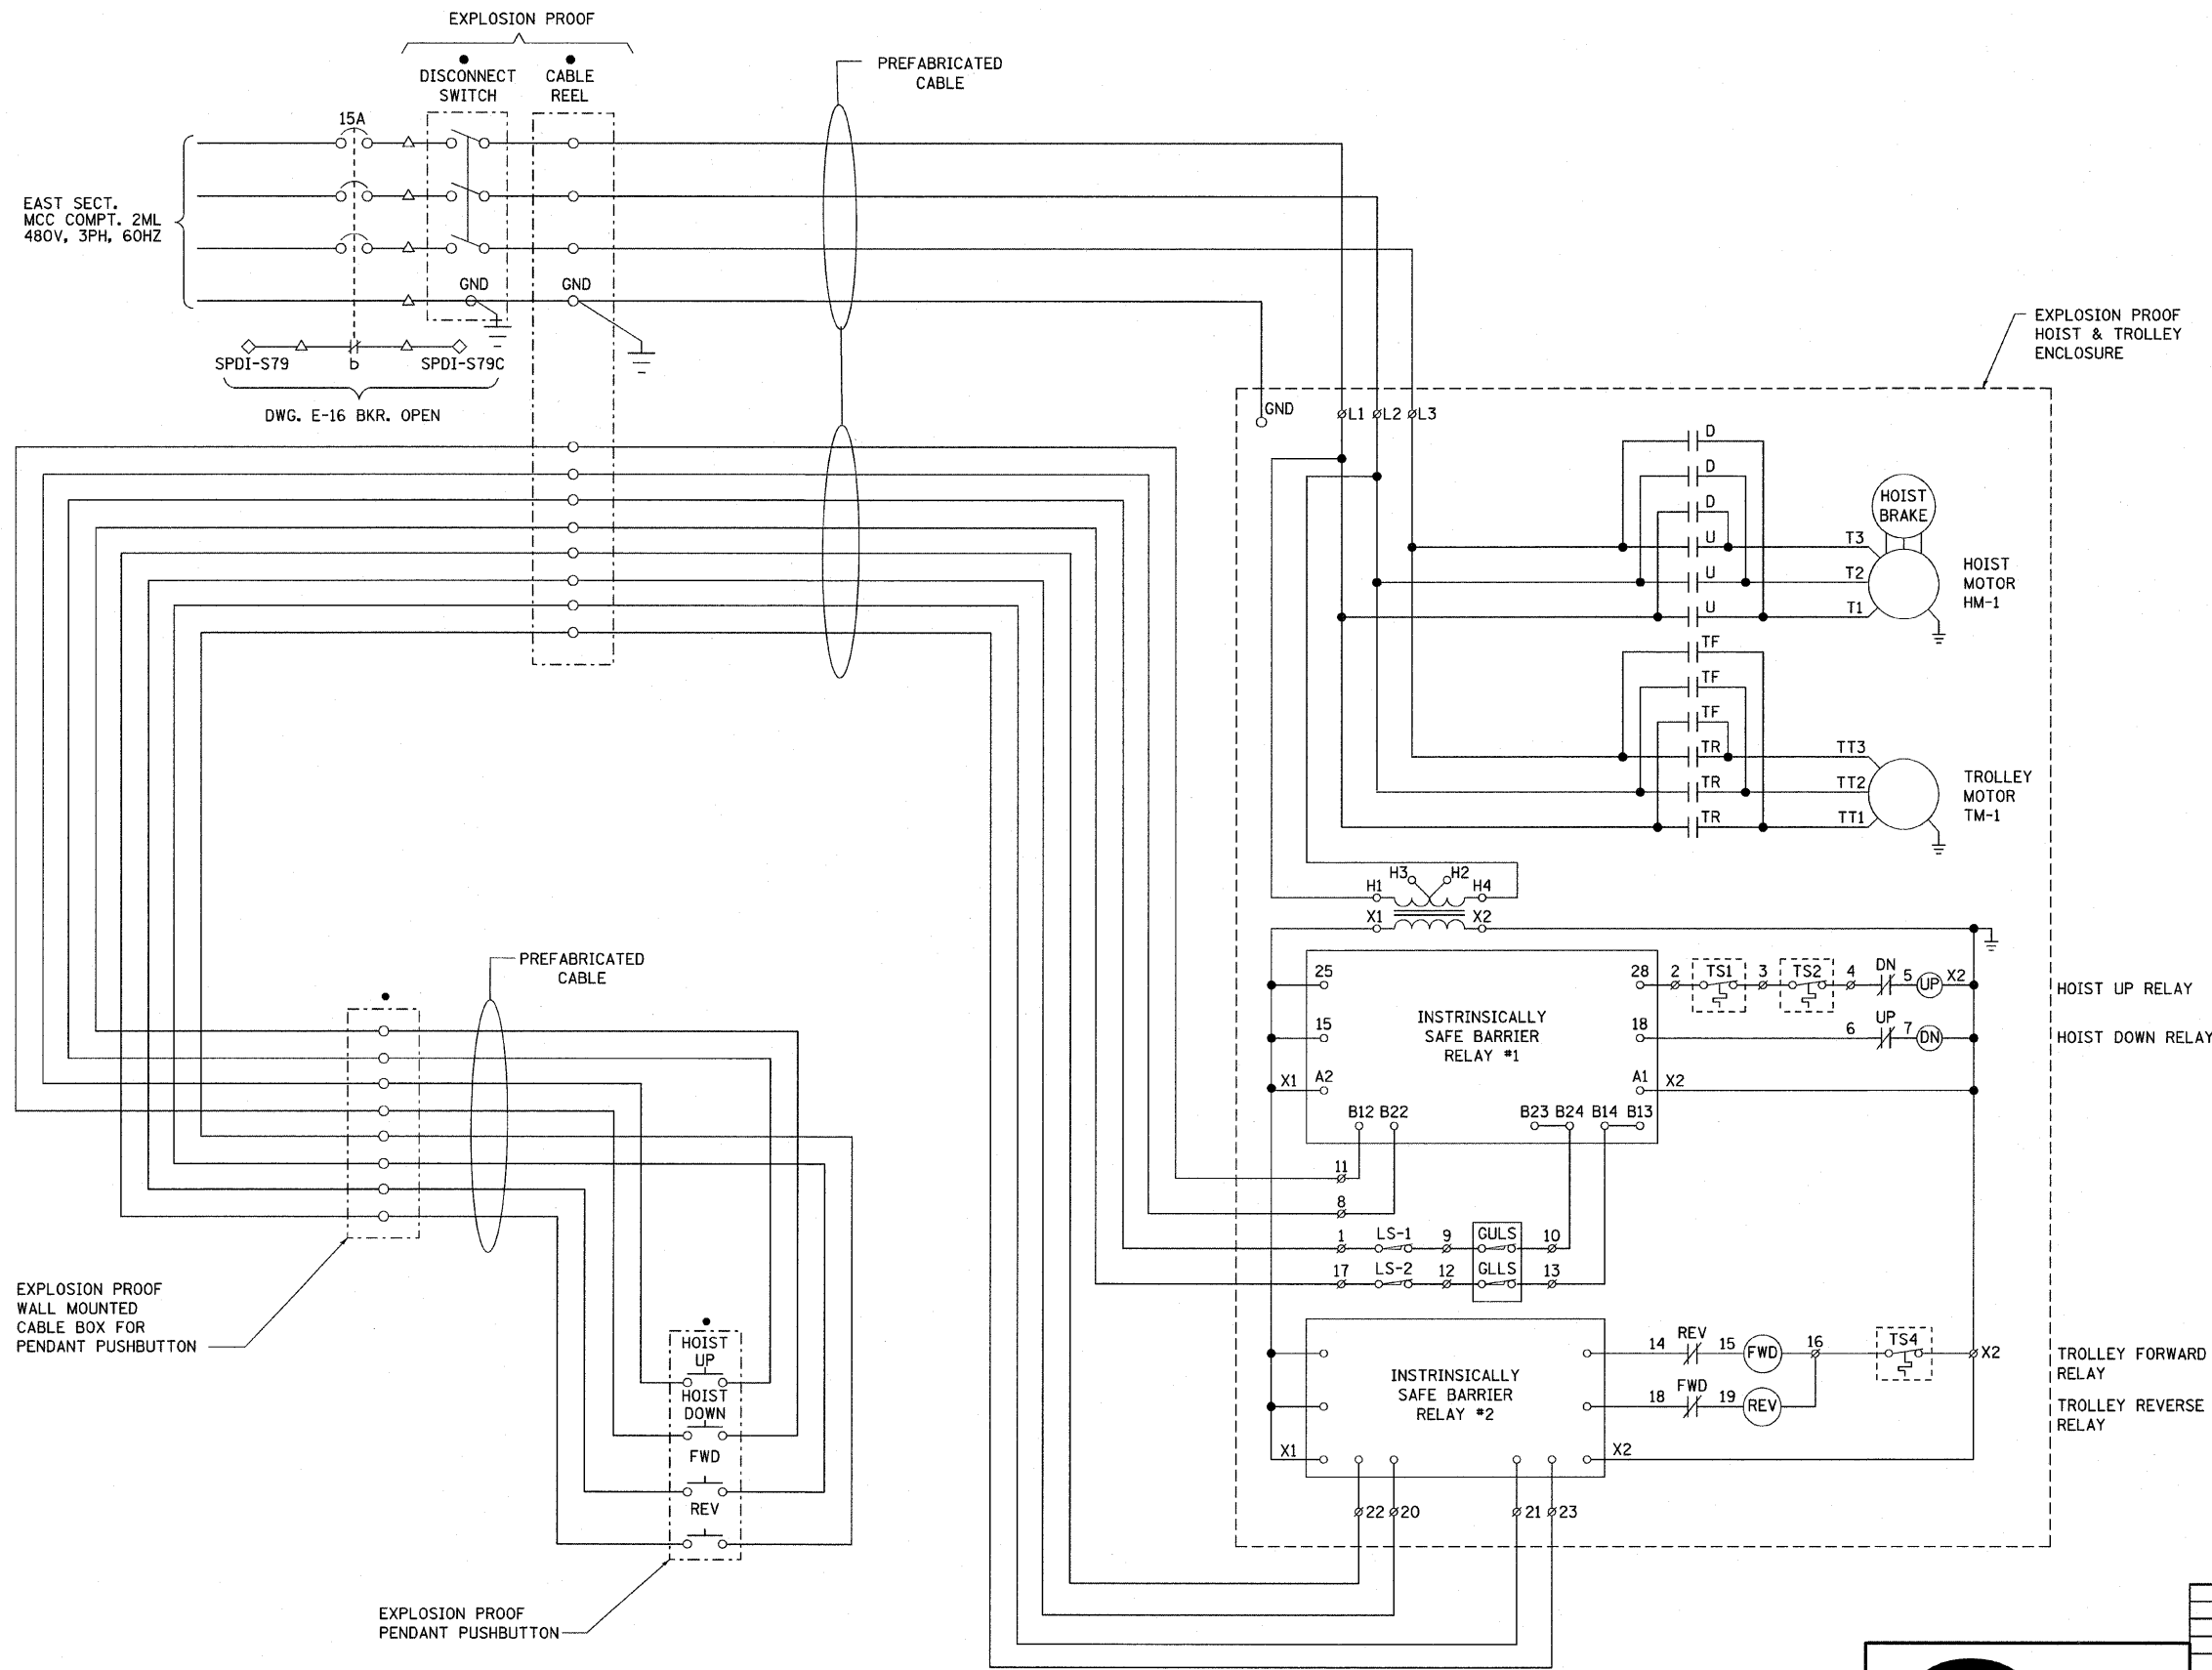 EXPLOSION PROOF
DISCONNECT
SWITCH
CABLE
REEL
PREFABRICATED
CABLE
15A
EAST SECT.
MCC COMPT. 2ML
480V, 3PH, 60HZ
GND
GND
SPDI-S79
b
SPDI-S79C
DWG. E-16 BKR. OPEN
EXPLOSION PROOF
HOIST & TROLLEY
ENCLOSURE
GND
L1
L2
L3
D
D
D
U
U
U
T3
T2
T1
HOIST
BRAKE
HOIST
MOTOR
HM-1
TF
TF
TF
TR
TR
TR
TT3
TT2
TT1
TROLLEY
MOTOR
TM-1
H1
H3
H2
H4
X1
X2
25
15
X1
A2
INSTRINSICALLY
SAFE BARRIER
RELAY #1
28
18
A1
X2
2
TS1
3
TS2
4
DN
5
UP
X2
HOIST UP RELAY
6
UP
7
DN
HOIST DOWN RELAY
B12
B22
B23
B24
B14
B13
11
8
1
LS-1
9
GULS
10
17
LS-2
12
GLLS
13
INSTRINSICALLY
SAFE BARRIER
RELAY #2
X1
X2
14
REV
15
FWD
16
TS4
X2
TROLLEY FORWARD
RELAY
18
FWD
19
REV
TROLLEY REVERSE
RELAY
22
20
21
23
PREFABRICATED
CABLE
EXPLOSION PROOF
WALL MOUNTED
CABLE BOX FOR
PENDANT PUSHBUTTON
HOIST
UP
HOIST
DOWN
FWD
REV
EXPLOSION PROOF
PENDANT PUSHBUTTON